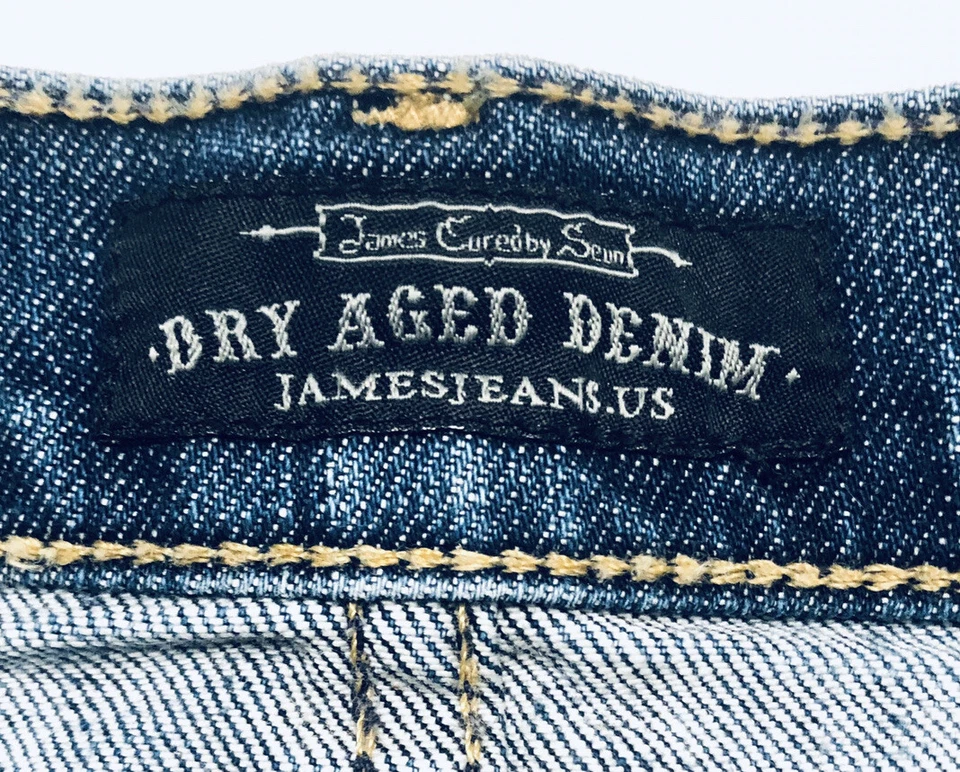 James Cured by Seun
·DRY AGED DENIM·
JAMESJEANS.US